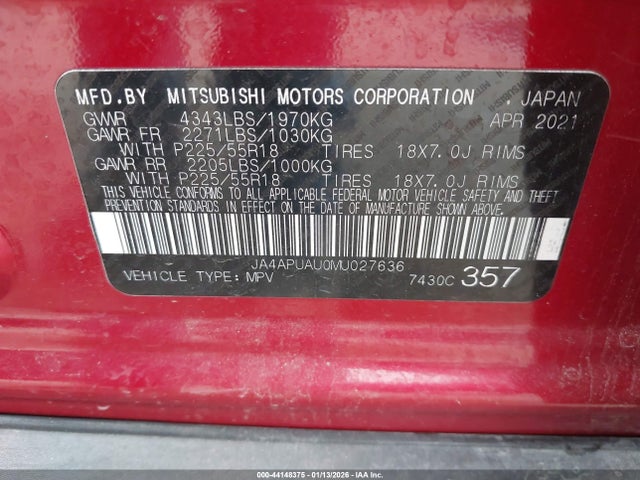 MFD.BY MITSUBISHI MOTORS CORPORATION . JAPAN
GVWR 4343LBS/1970KG APR 2021
GAWR FR 2271LBS/1030KG
WITH P225/55R18 TIRES 18X7.0J RIMS
GAWR RR 2205LBS/1000KG
WITH P225/55R18 TIRES 18X7.0J RIMS
THIS VEHICLE CONFORMS TO ALL APPLICABLE FEDERAL MOTOR VEHICLE SAFETY AND THEFT
PREVENTION STANDARDS IN EFFECT ON THE DATE OF MANUFACTURE SHOWN ABOVE.
JA4APUAU0MU027636
VEHICLE TYPE: MPV 7430C 357
000-44148375 - 01/13/2026 - © IAA, INC.